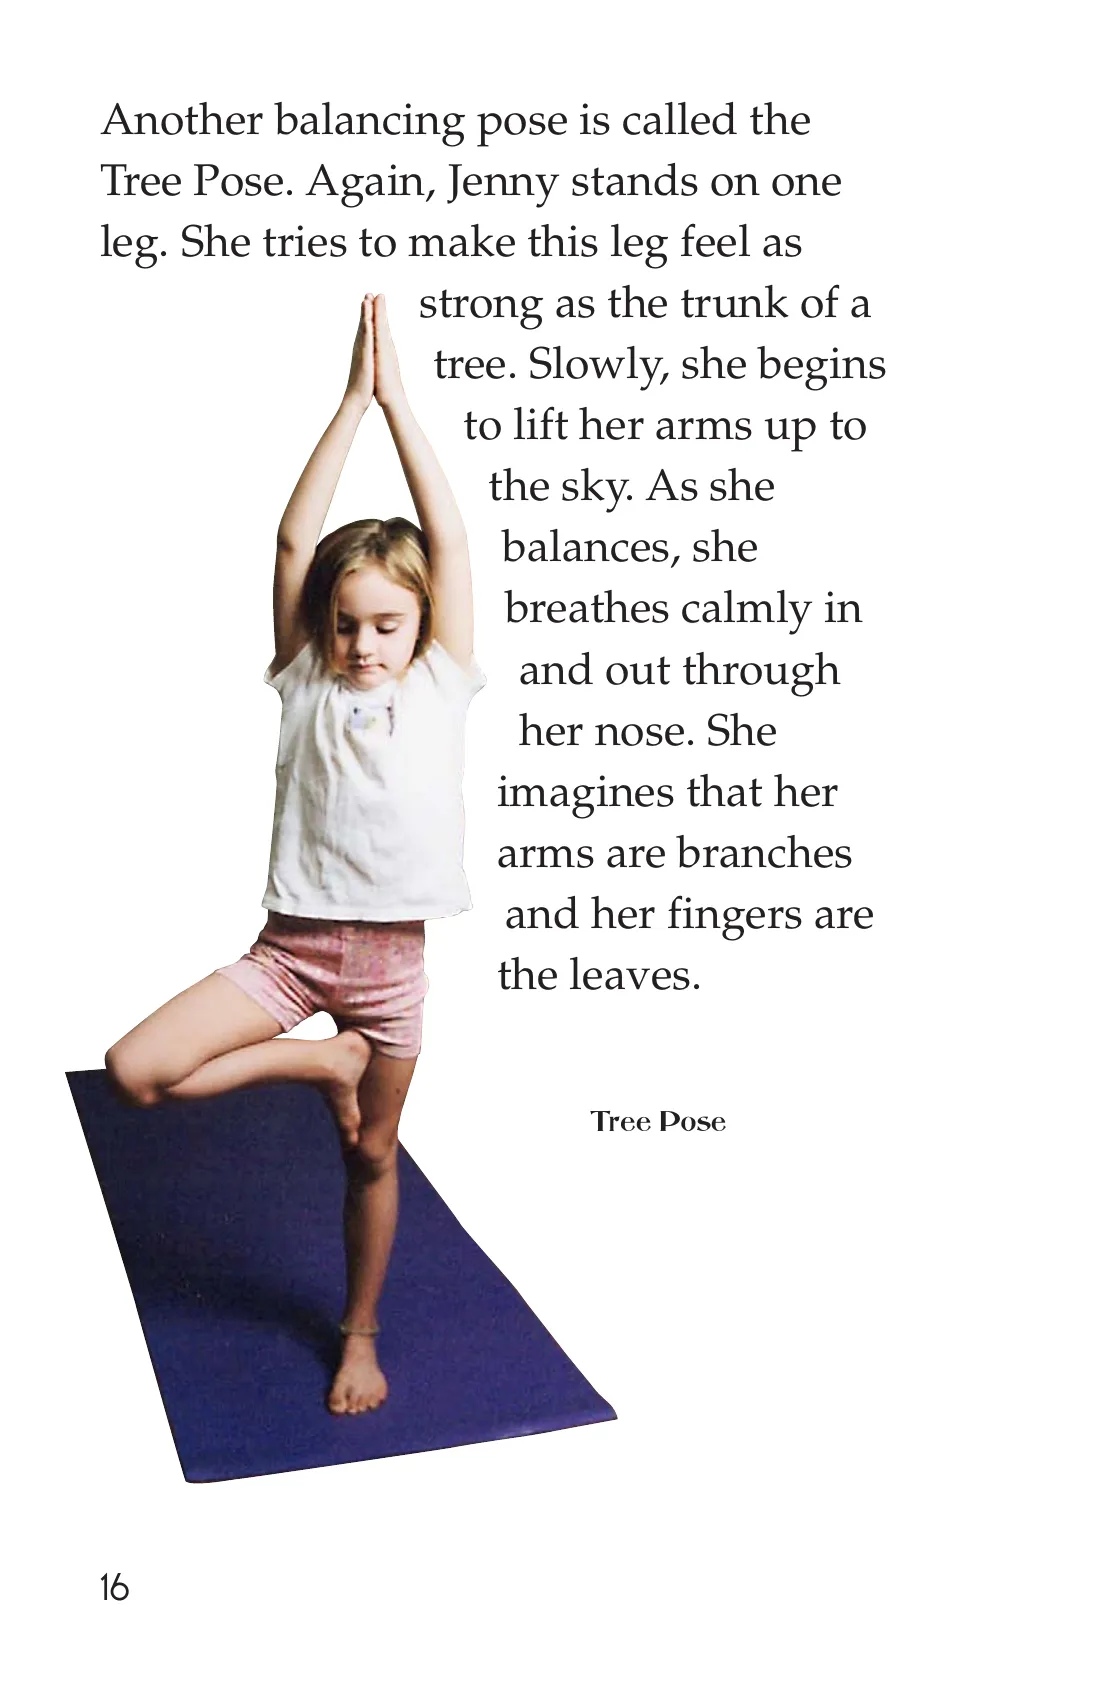 Another balancing pose is called the
Tree Pose. Again, Jenny stands on one
leg. She tries to make this leg feel as
strong as the trunk of a
tree. Slowly, she begins
to lift her arms up to
the sky. As she
balances, she
breathes calmly in
and out through
her nose. She
imagines that her
arms are branches
and her fingers are
the leaves.
Tree Pose
16